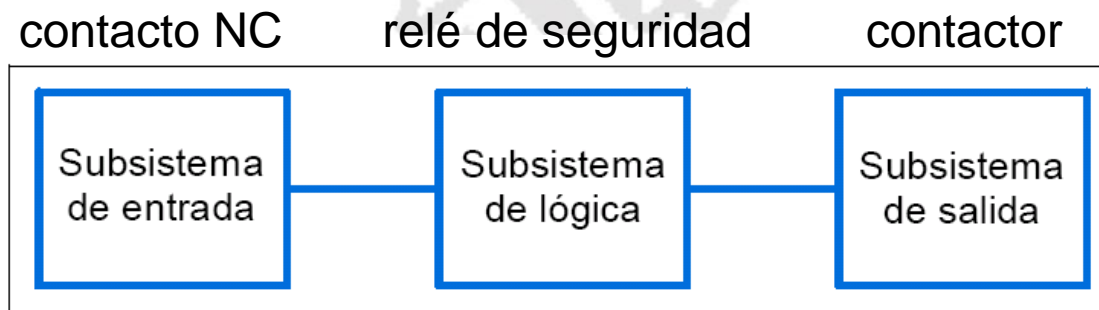 contacto NC relé de seguridad contactor
Subsistema
de entrada
Subsistema
de lógica
Subsistema
de salida